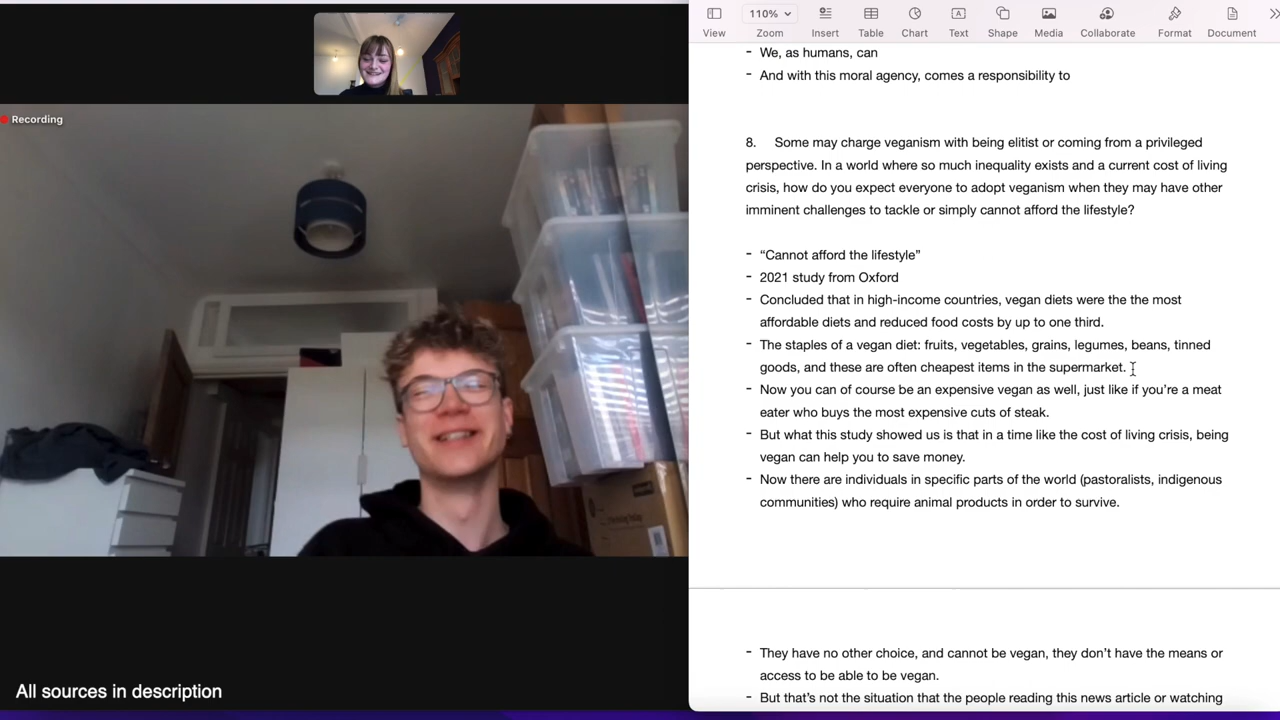 110%
View
Zoom
Insert
Table
Chart
Text
Shape
Media
Collaborate
Format
Document
Recording
- We, as humans, can
- And with this moral agency, comes a responsibility to
8. Some may charge veganism with being elitist or coming from a privileged
perspective. In a world where so much inequality exists and a current cost of living
crisis, how do you expect everyone to adopt veganism when they may have other
imminent challenges to tackle or simply cannot afford the lifestyle?
- “Cannot afford the lifestyle”
- 2021 study from Oxford
- Concluded that in high-income countries, vegan diets were the the most
affordable diets and reduced food costs by up to one third.
- The staples of a vegan diet: fruits, vegetables, grains, legumes, beans, tinned
goods, and these are often cheapest items in the supermarket.
- Now you can of course be an expensive vegan as well, just like if you’re a meat
eater who buys the most expensive cuts of steak.
- But what this study showed us is that in a time like the cost of living crisis, being
vegan can help you to save money.
- Now there are individuals in specific parts of the world (pastoralists, indigenous
communities) who require animal products in order to survive.
- They have no other choice, and cannot be vegan, they don’t have the means or
access to be able to be vegan.
- But that’s not the situation that the people reading this news article or watching
All sources in description